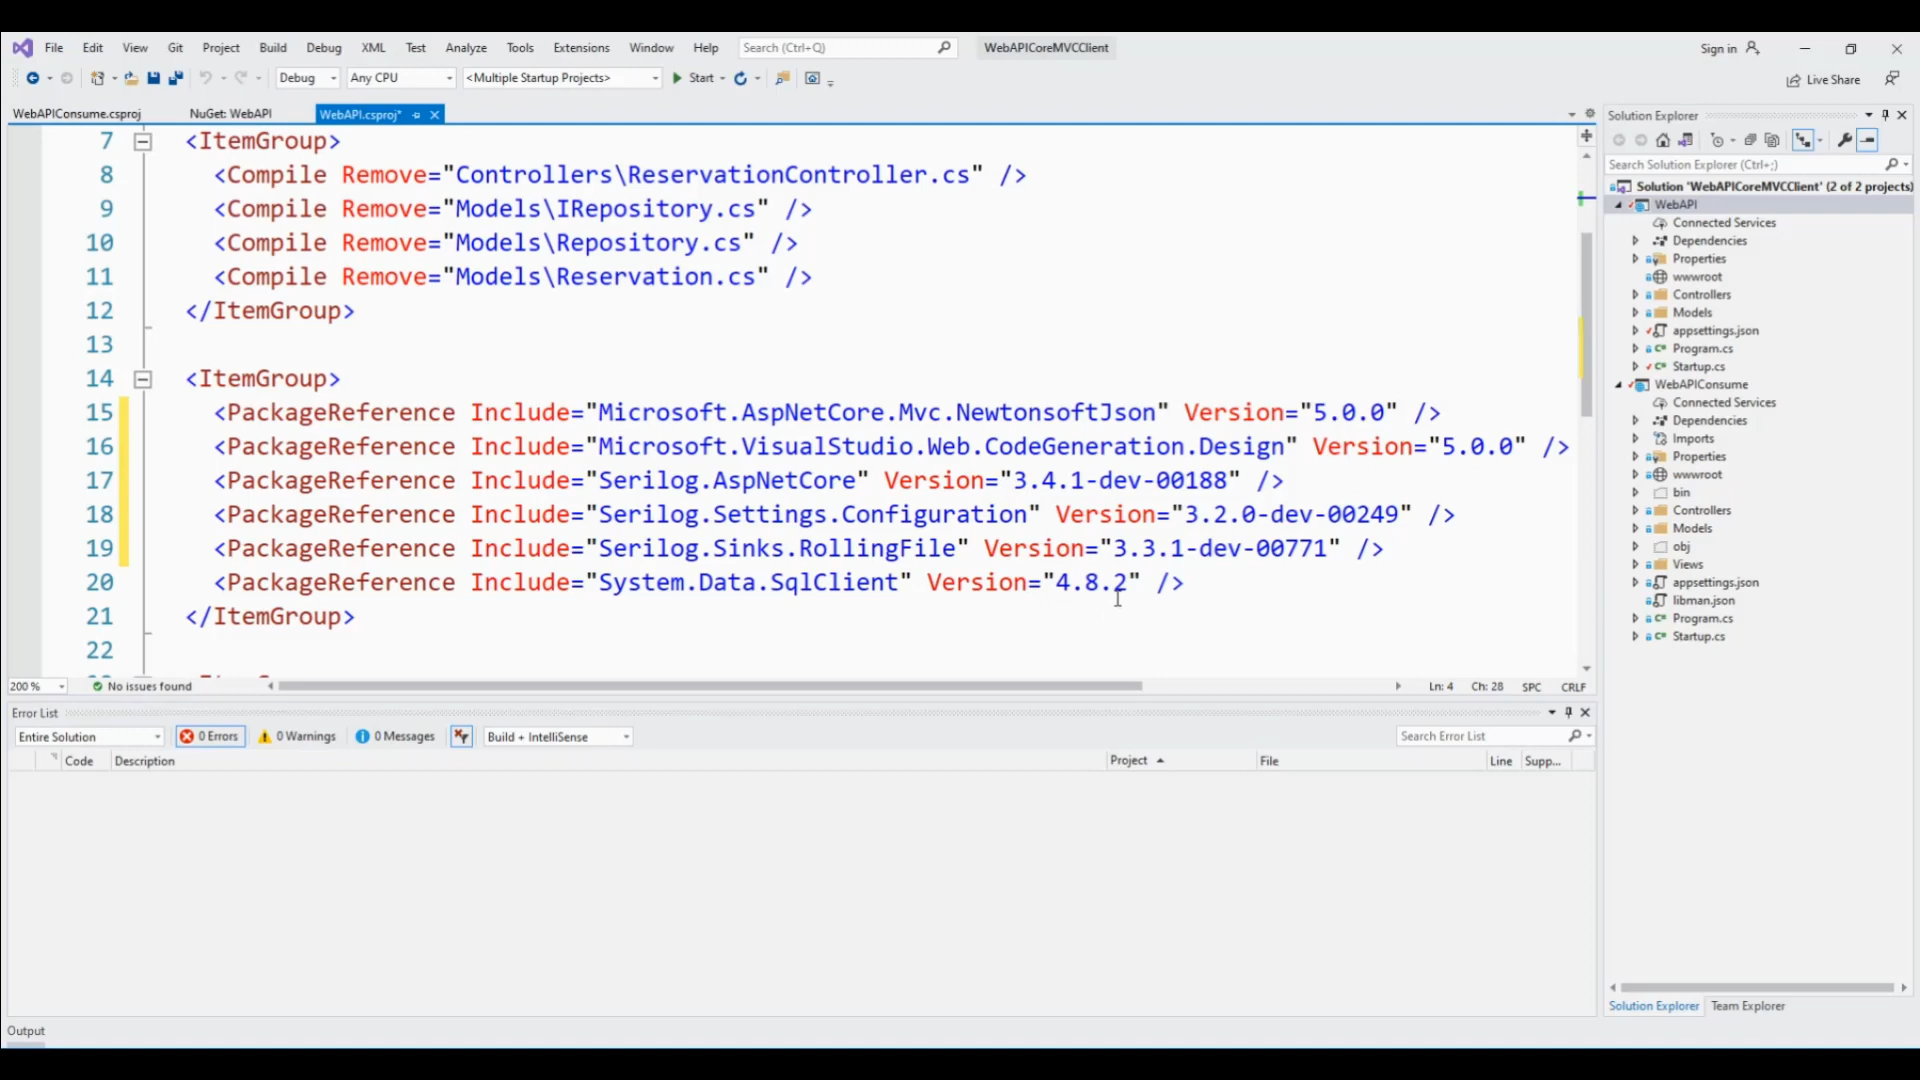 File Edit View Git Project Build Debug XML Test Analyze Tools Extensions Window Help Search (Ctrl+Q) WebAPICoreMVCClient Sign in
Debug Any CPU <Multiple Startup Projects> Start Live Share
WebAPIConsume.csproj NuGet: WebAPI WebAPI.csproj*
7 <ItemGroup>
8 <Compile Remove="Controllers\ReservationController.cs" />
9 <Compile Remove="Models\IRepository.cs" />
10 <Compile Remove="Models\Repository.cs" />
11 <Compile Remove="Models\Reservation.cs" />
12 </ItemGroup>
13
14 <ItemGroup>
15 <PackageReference Include="Microsoft.AspNetCore.Mvc.NewtonsoftJson" Version="5.0.0" />
16 <PackageReference Include="Microsoft.VisualStudio.Web.CodeGeneration.Design" Version="5.0.0" />
17 <PackageReference Include="Serilog.AspNetCore" Version="3.4.1-dev-00188" />
18 <PackageReference Include="Serilog.Settings.Configuration" Version="3.2.0-dev-00249" />
19 <PackageReference Include="Serilog.Sinks.RollingFile" Version="3.3.1-dev-00771" />
20 <PackageReference Include="System.Data.SqlClient" Version="4.8.2" />
21 </ItemGroup>
22
200 % No issues found Ln: 4 Ch: 28 SPC CRLF
Error List
Entire Solution 0 Errors 0 Warnings 0 Messages Build + IntelliSense Search Error List
Code Description Project File Line Supp...
Output
Solution Explorer
Search Solution Explorer (Ctrl+;)
Solution 'WebAPICoreMVCClient' (2 of 2 projects)
WebAPI
Connected Services
Dependencies
Properties
wwwroot
Controllers
Models
appsettings.json
Program.cs
Startup.cs
WebAPIConsume
Connected Services
Dependencies
Imports
Properties
wwwroot
bin
Controllers
Models
obj
Views
appsettings.json
libman.json
Program.cs
Startup.cs
Solution Explorer Team Explorer